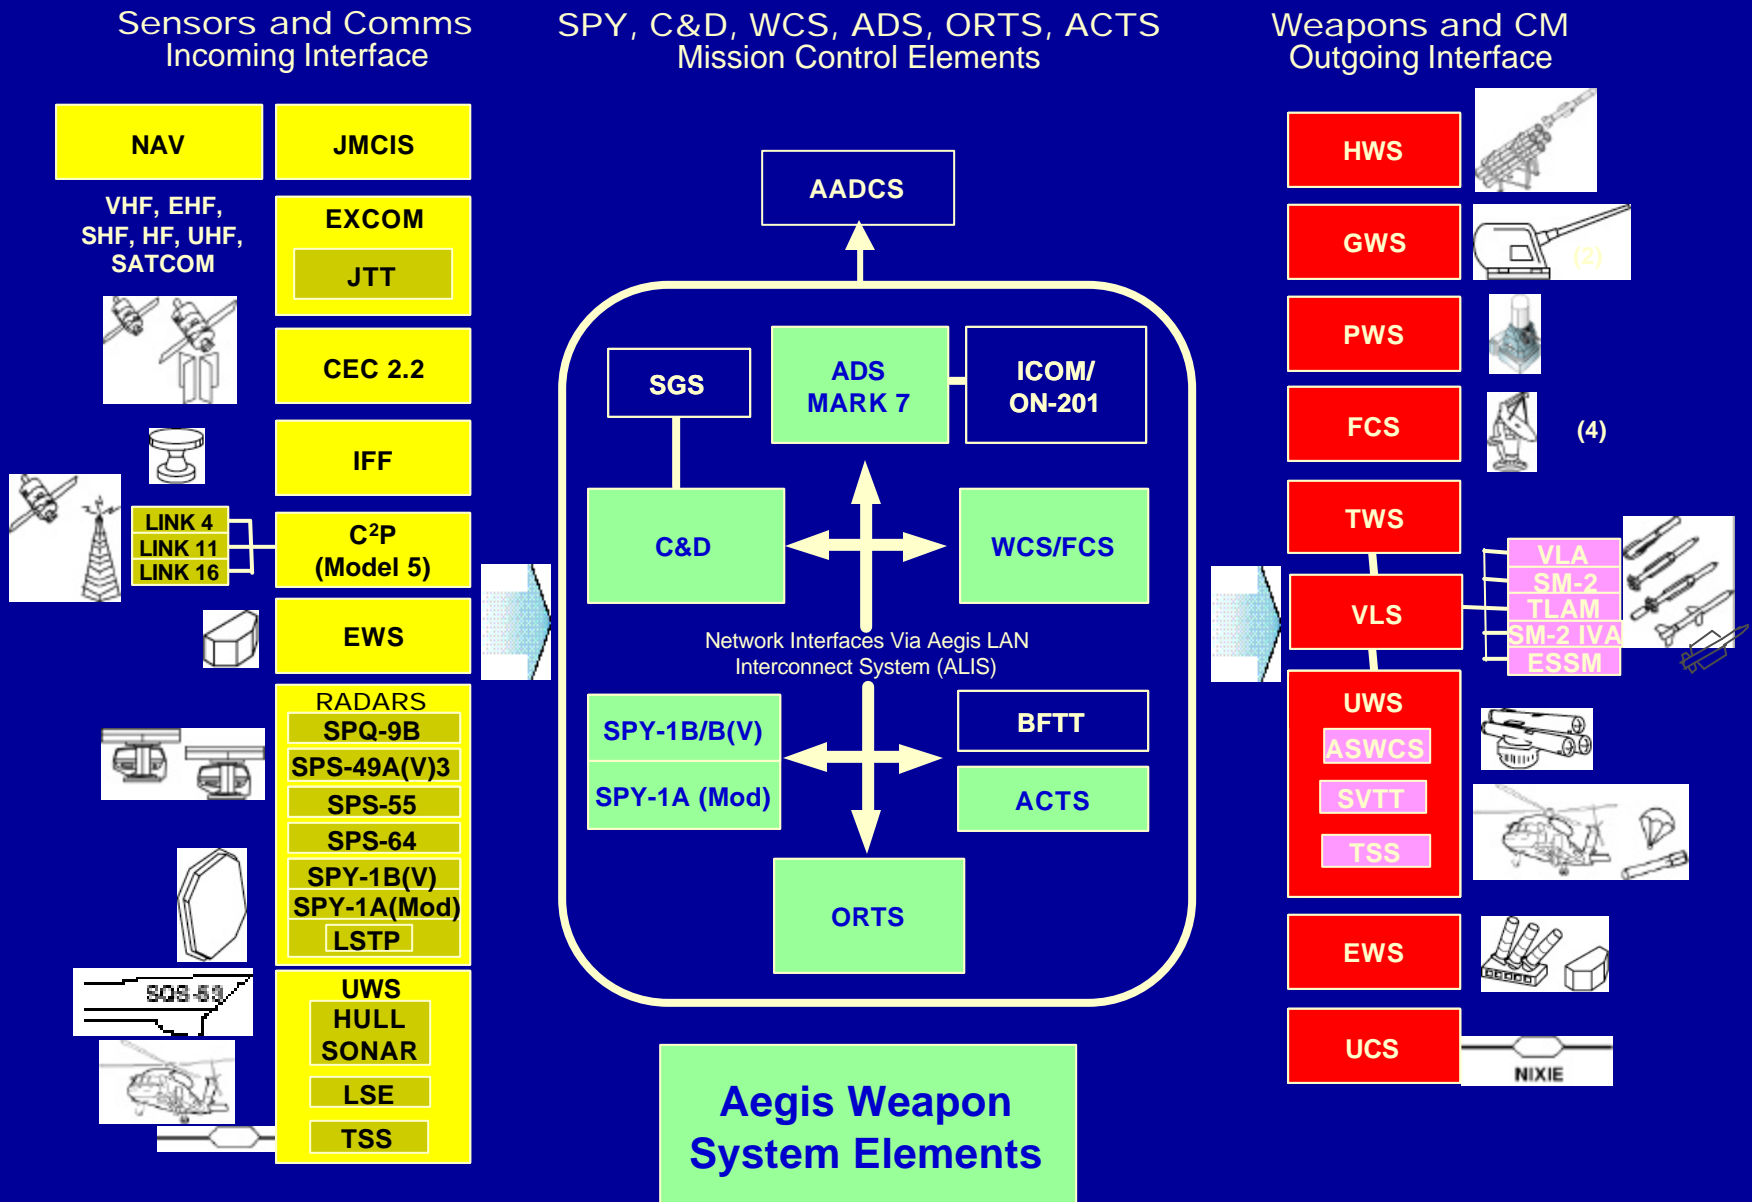 Sensors and Comms
Incoming Interface
SPY, C&D, WCS, ADS, ORTS, ACTS
Mission Control Elements
Weapons and CM
Outgoing Interface
NAV
JMCIS
VHF, EHF,
SHF, HF, UHF,
SATCOM
EXCOM
JTT
CEC 2.2
IFF
LINK 4
LINK 11
LINK 16
C²P
(Model 5)
EWS
RADARS
SPQ-9B
SPS-49A(V)3
SPS-55
SPS-64
SPY-1B(V)
SPY-1A(Mod)
LSTP
SQS-53
UWS
HULL
SONAR
LSE
TSS
AADCS
SGS
ADS
MARK 7
ICOM/
ON-201
C&D
WCS/FCS
Network Interfaces Via Aegis LAN
Interconnect System (ALIS)
SPY-1B/B(V)
SPY-1A (Mod)
BFTT
ACTS
ORTS
Aegis Weapon
System Elements
HWS
GWS
(2)
PWS
FCS
(4)
TWS
VLS
VLA
SM-2
TLAM
SM-2 IVA
ESSM
UWS
ASWCS
SVTT
TSS
EWS
UCS
NIXIE